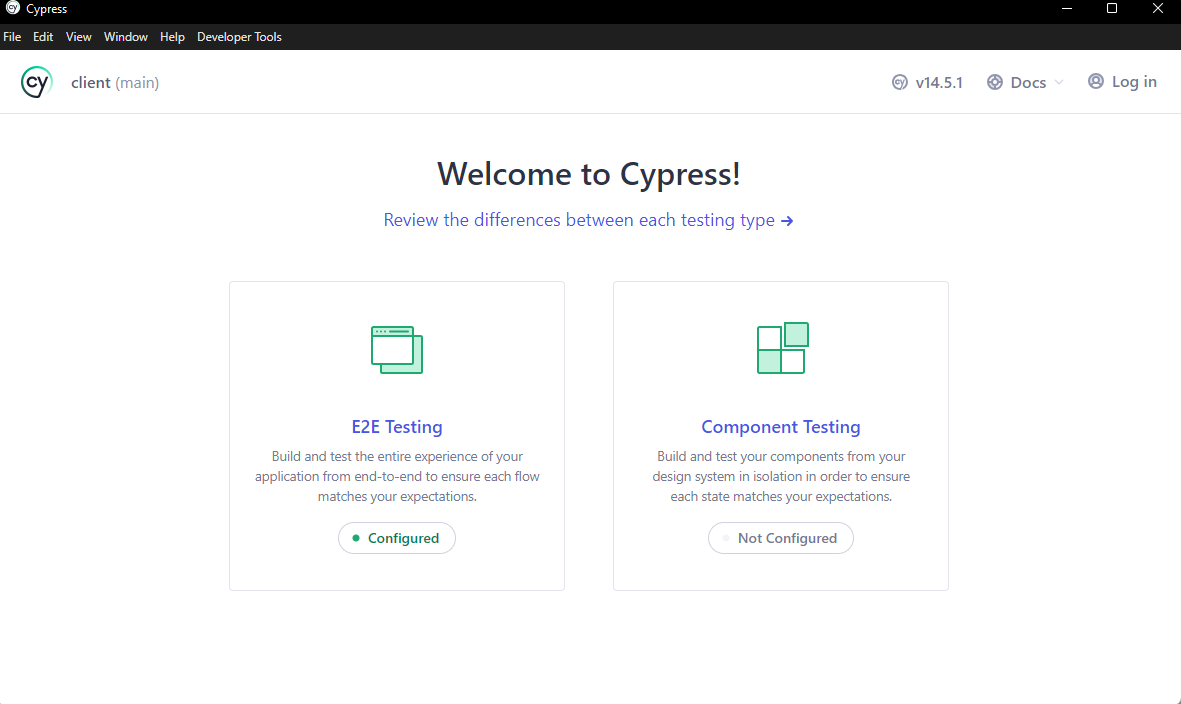 cy Cypress
File Edit View Window Help Developer Tools
cy client (main) cy v14.5.1 Docs Log in
Welcome to Cypress!
Review the differences between each testing type →
E2E Testing
Build and test the entire experience of your
application from end-to-end to ensure each flow
matches your expectations.
Configured
Component Testing
Build and test your components from your
design system in isolation in order to ensure
each state matches your expectations.
Not Configured